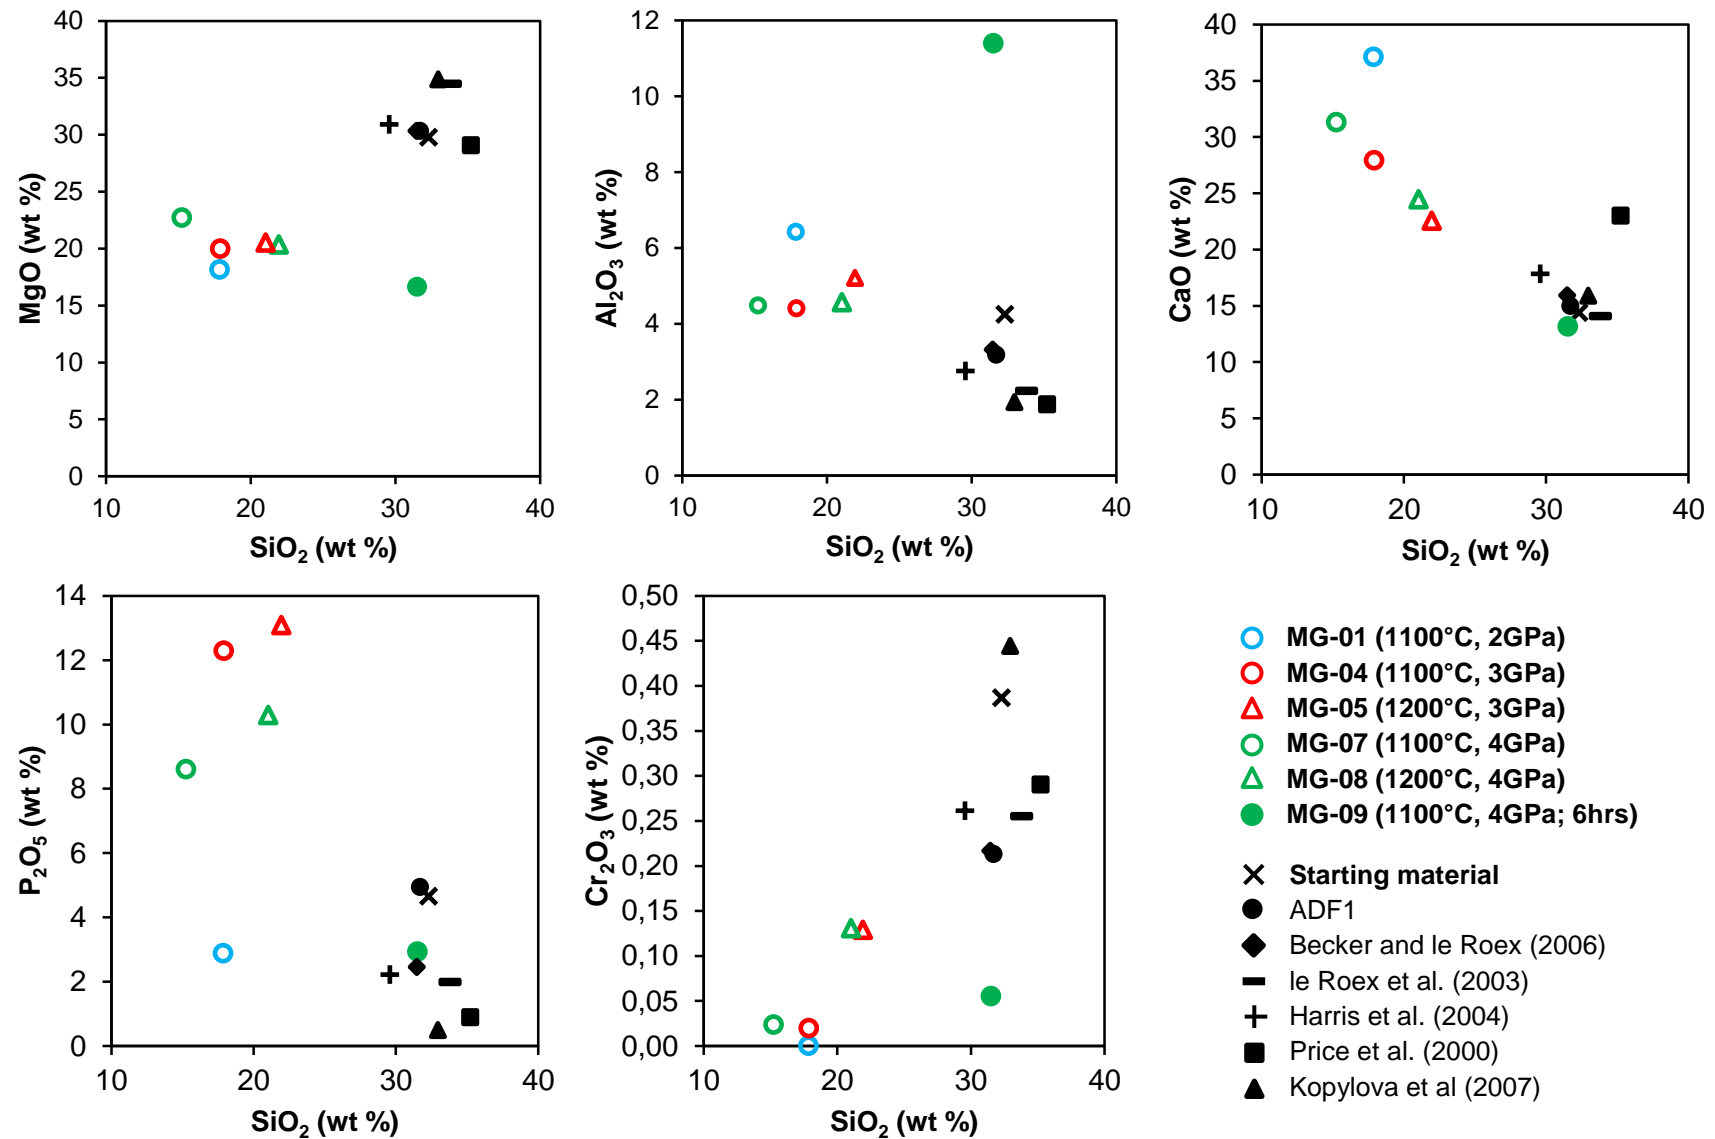 40
35
30
25
20
15
10
5
0
10 20 30 40
MgO (wt %)
SiO₂ (wt %)
12
10
8
6
4
2
0
10 20 30 40
Al₂O₃ (wt %)
SiO₂ (wt %)
40
35
30
25
20
15
10
5
0
10 20 30 40
CaO (wt %)
SiO₂ (wt %)
14
12
10
8
6
4
2
0
10 20 30 40
P₂O₅ (wt %)
SiO₂ (wt %)
0,50
0,45
0,40
0,35
0,30
0,25
0,20
0,15
0,10
0,05
0,00
10 20 30 40
Cr₂O₃ (wt %)
SiO₂ (wt %)
MG-01 (1100°C, 2GPa)
MG-04 (1100°C, 3GPa)
MG-05 (1200°C, 3GPa)
MG-07 (1100°C, 4GPa)
MG-08 (1200°C, 4GPa)
MG-09 (1100°C, 4GPa; 6hrs)
Starting material
ADF1
Becker and le Roex (2006)
le Roex et al. (2003)
Harris et al. (2004)
Price et al. (2000)
Kopylova et al (2007)